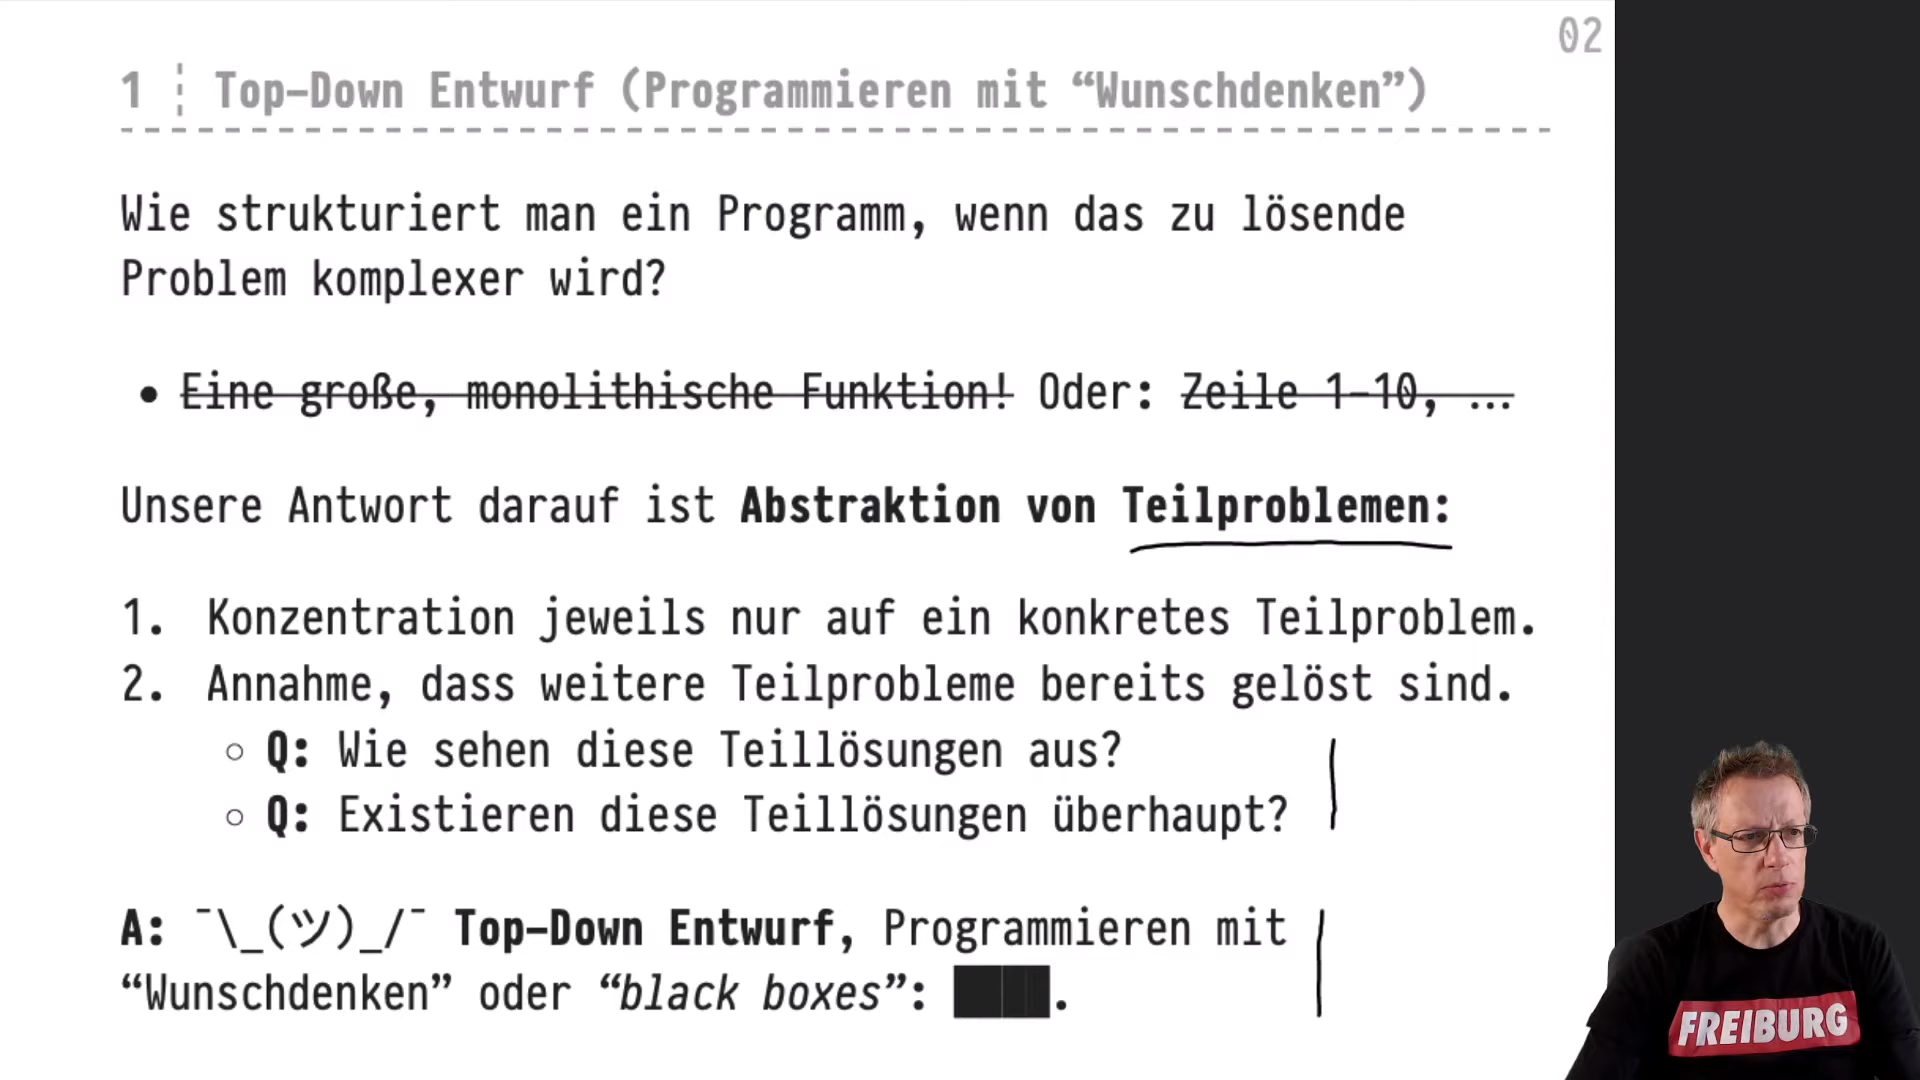 02
1 ¦ Top-Down Entwurf (Programmieren mit “Wunschdenken”)
Wie strukturiert man ein Programm, wenn das zu lösende
Problem komplexer wird?
• Eine große, monolithische Funktion! Oder: Zeile 1-10, …
Unsere Antwort darauf ist Abstraktion von Teilproblemen:
1. Konzentration jeweils nur auf ein konkretes Teilproblem.
2. Annahme, dass weitere Teilprobleme bereits gelöst sind.
○ Q: Wie sehen diese Teillösungen aus?
○ Q: Existieren diese Teillösungen überhaupt?
A: ¯\_(ツ)_/¯ Top-Down Entwurf, Programmieren mit
“Wunschdenken” oder “black boxes”: ███.
FREIBURG